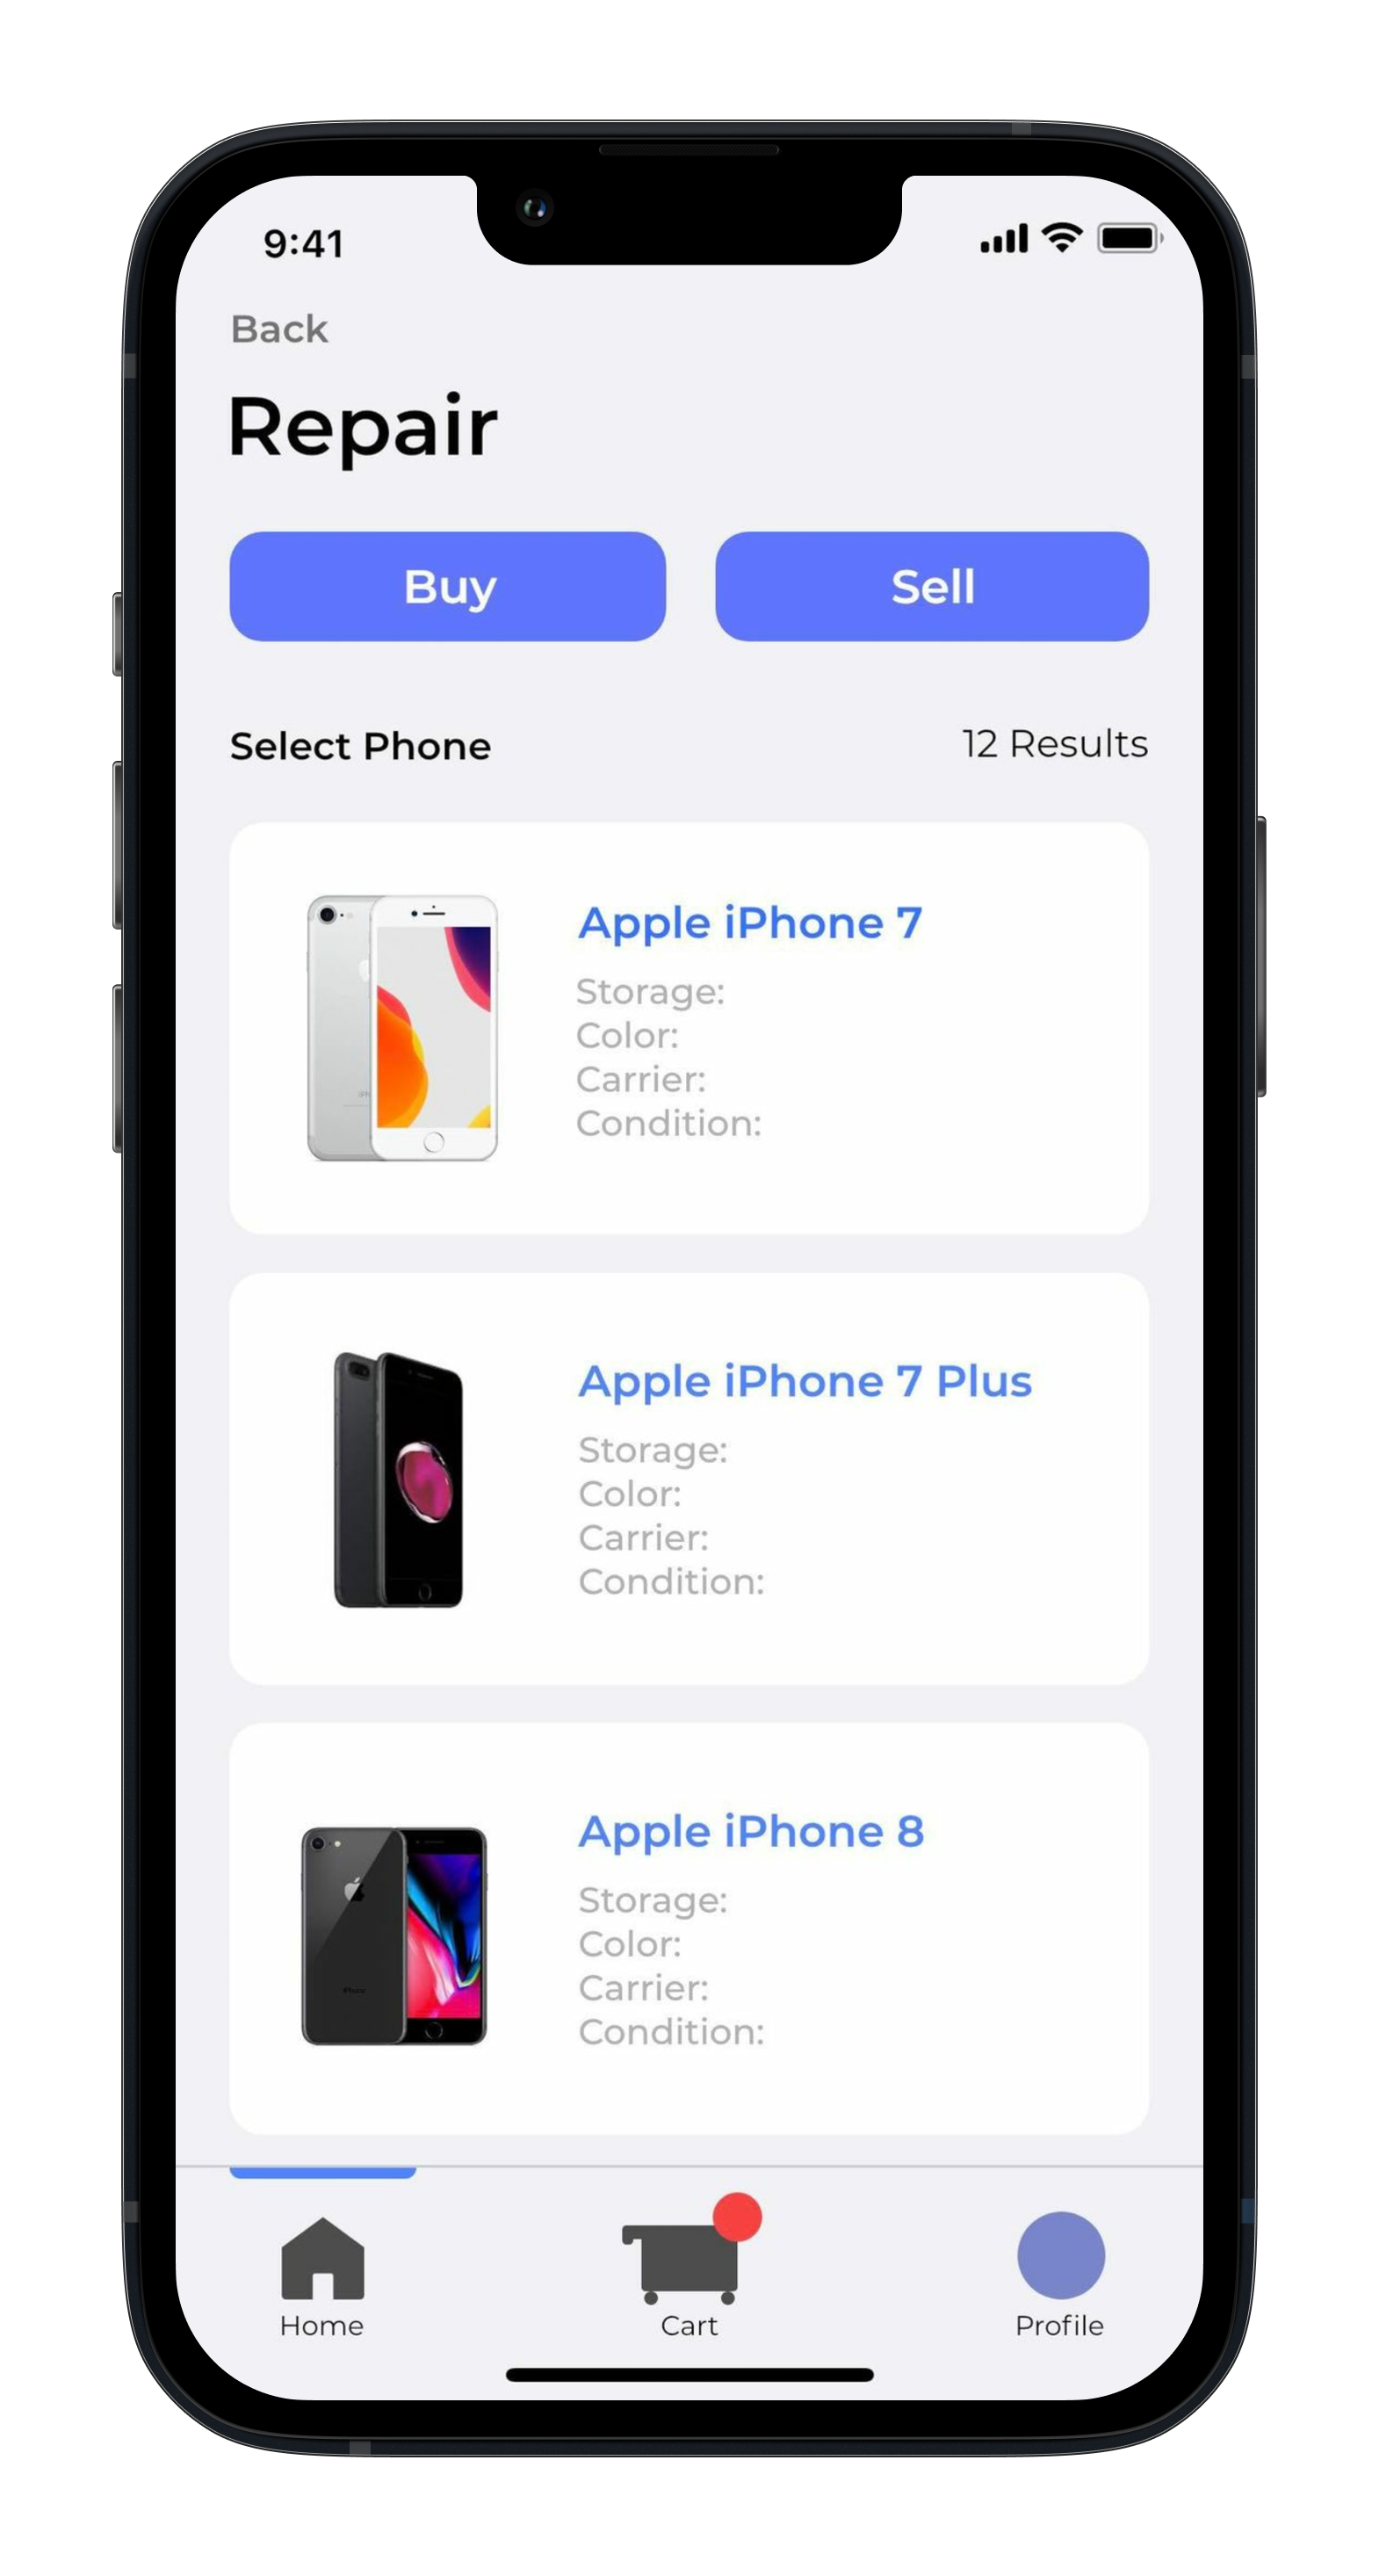 9:41
Back
Repair
Buy
Sell
Select Phone
12 Results
Apple iPhone 7
Storage:
Color:
Carrier:
Condition:
Apple iPhone 7 Plus
Storage:
Color:
Carrier:
Condition:
Apple iPhone 8
Storage:
Color:
Carrier:
Condition:
Home
Cart
Profile